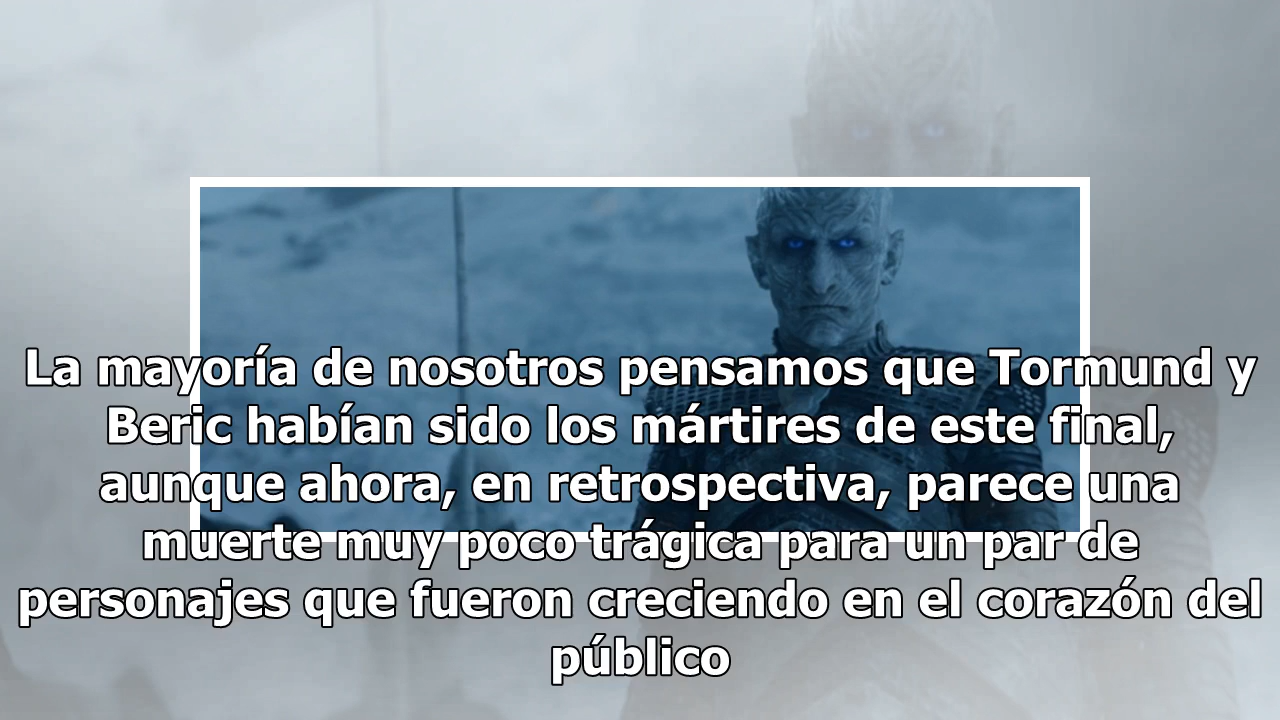 La mayoría de nosotros pensamos que Tormund y
Beric habían sido los mártires de este final,
aunque ahora, en retrospectiva, parece una
muerte muy poco trágica para un par de
personajes que fueron creciendo en el corazón del
público